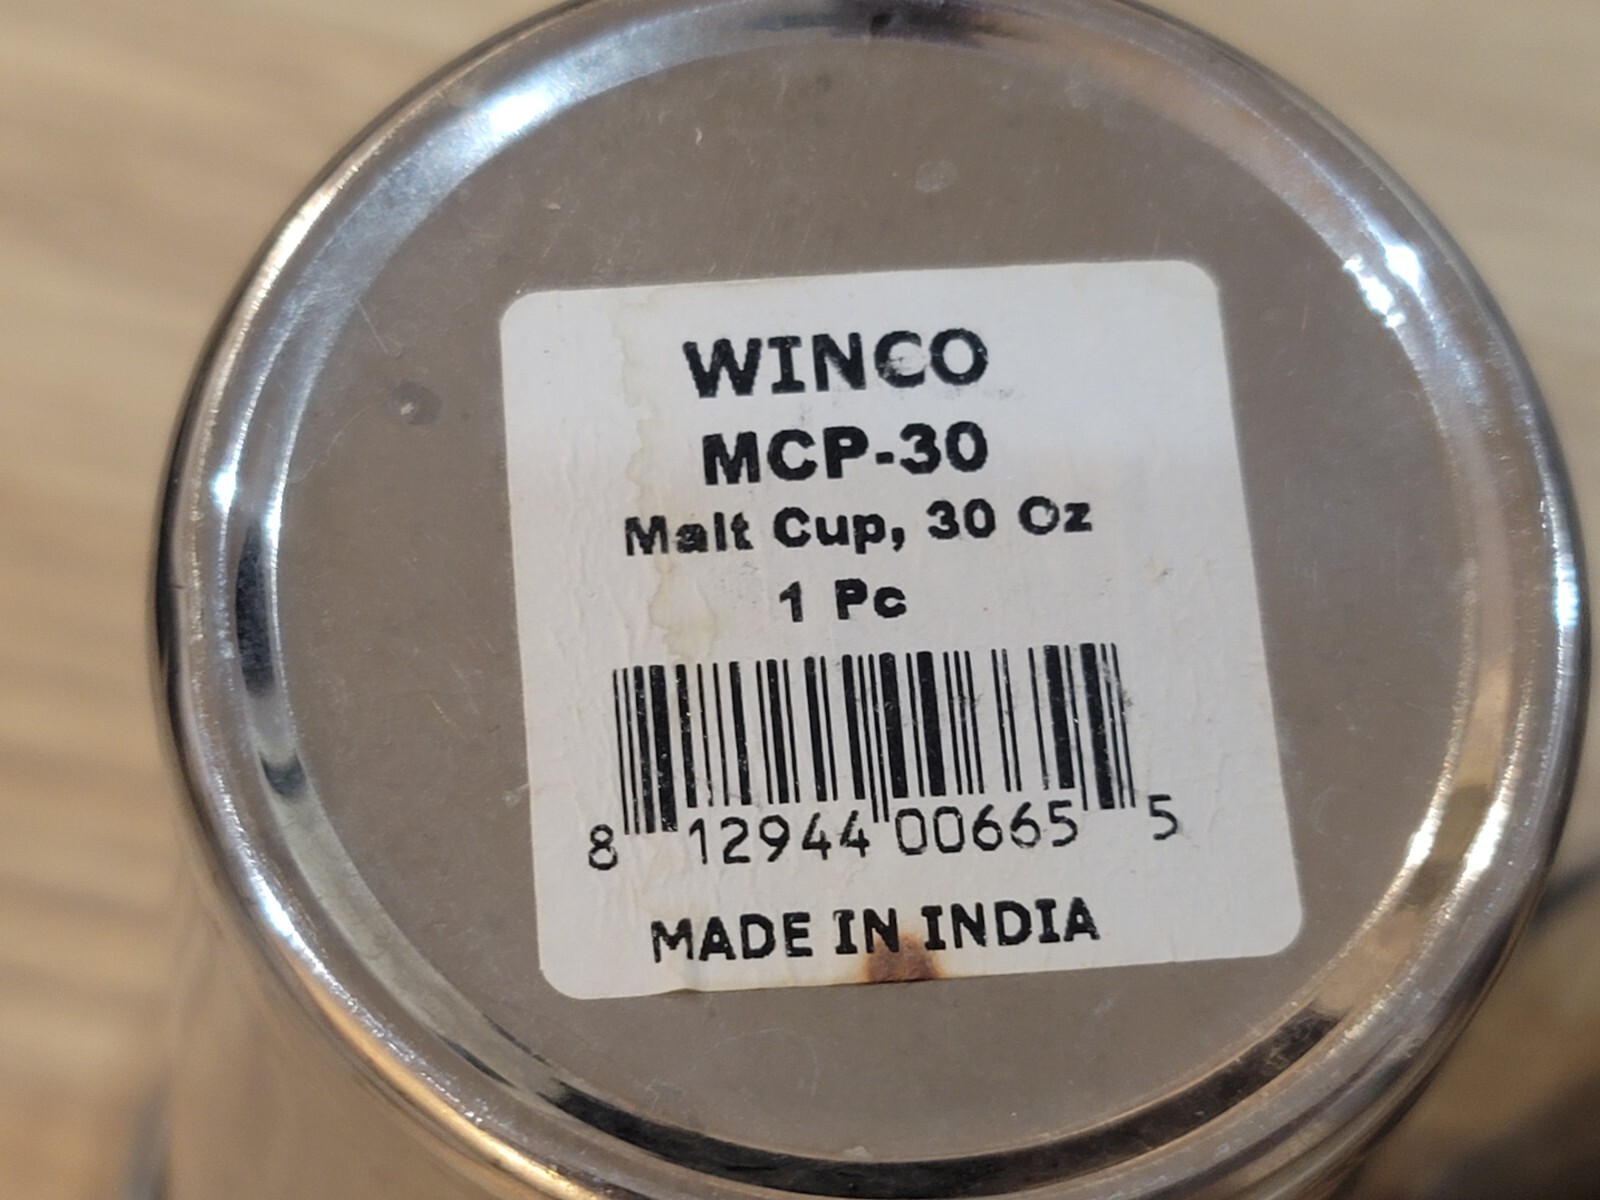 WINCO
MCP-30
Malt Cup, 30 Oz
1 Pc
8 12944 00665 5
MADE IN INDIA